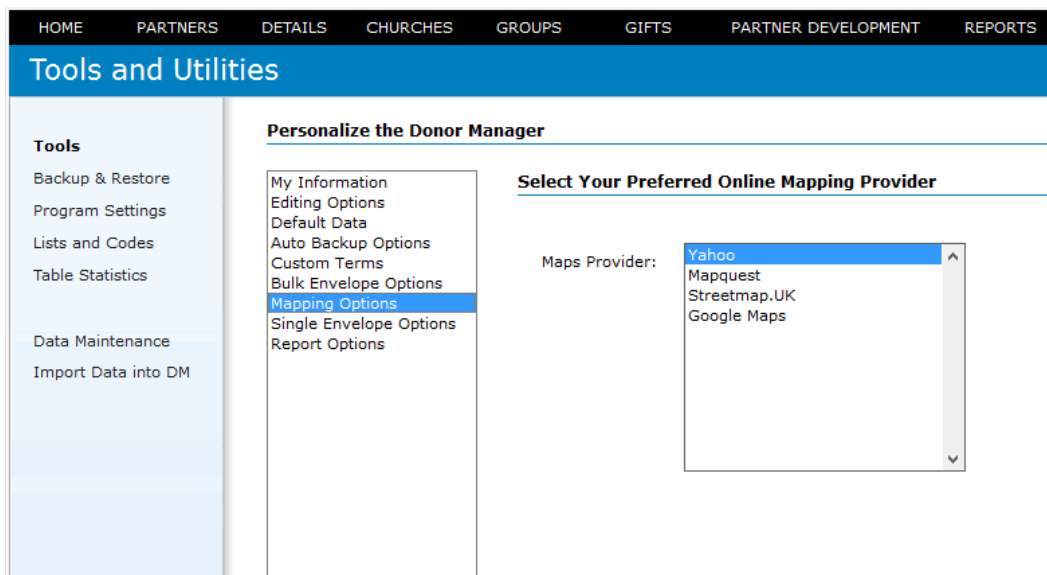 HOME PARTNERS DETAILS CHURCHES GROUPS GIFTS PARTNER DEVELOPMENT REPORTS
Tools and Utilities
Tools
Backup & Restore
Program Settings
Lists and Codes
Table Statistics
Data Maintenance
Import Data into DM
Personalize the Donor Manager
My Information
Editing Options
Default Data
Auto Backup Options
Custom Terms
Bulk Envelope Options
Mapping Options
Single Envelope Options
Report Options
Select Your Preferred Online Mapping Provider
Maps Provider:
Yahoo
Mapquest
Streetmap.UK
Google Maps